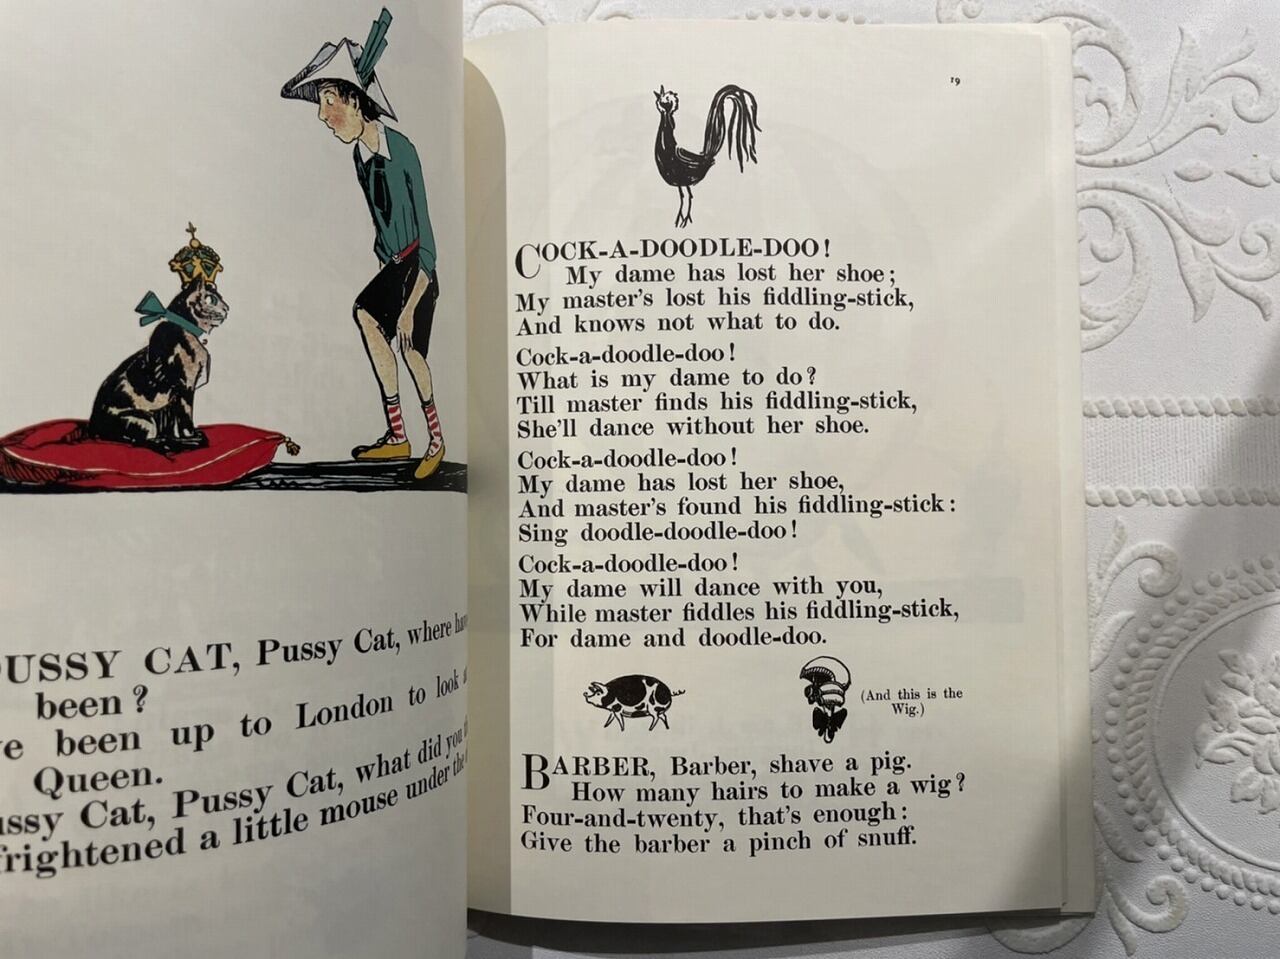 PUSSY CAT, Pussy Cat, where
been?
been up to London to look
Queen.
Pussy Cat, Pussy Cat, what did you
frightened a little mouse under the
19
COCK-A-DOODLE-DOO!
My dame has lost her shoe;
My master's lost his fiddling-stick,
And knows not what to do.
Cock-a-doodle-doo!
What is my dame to do?
Till master finds his fiddling-stick,
She'll dance without her shoe.
Cock-a-doodle-doo!
My dame has lost her shoe,
And master's found his fiddling-stick:
Sing doodle-doodle-doo!
Cock-a-doodle-doo!
My dame will dance with you,
While master fiddles his fiddling-stick,
For dame and doodle-doo.
(And this is the
Wig.)
BARBER, Barber, shave a pig.
How many hairs to make a wig?
Four-and-twenty, that's enough:
Give the barber a pinch of snuff.